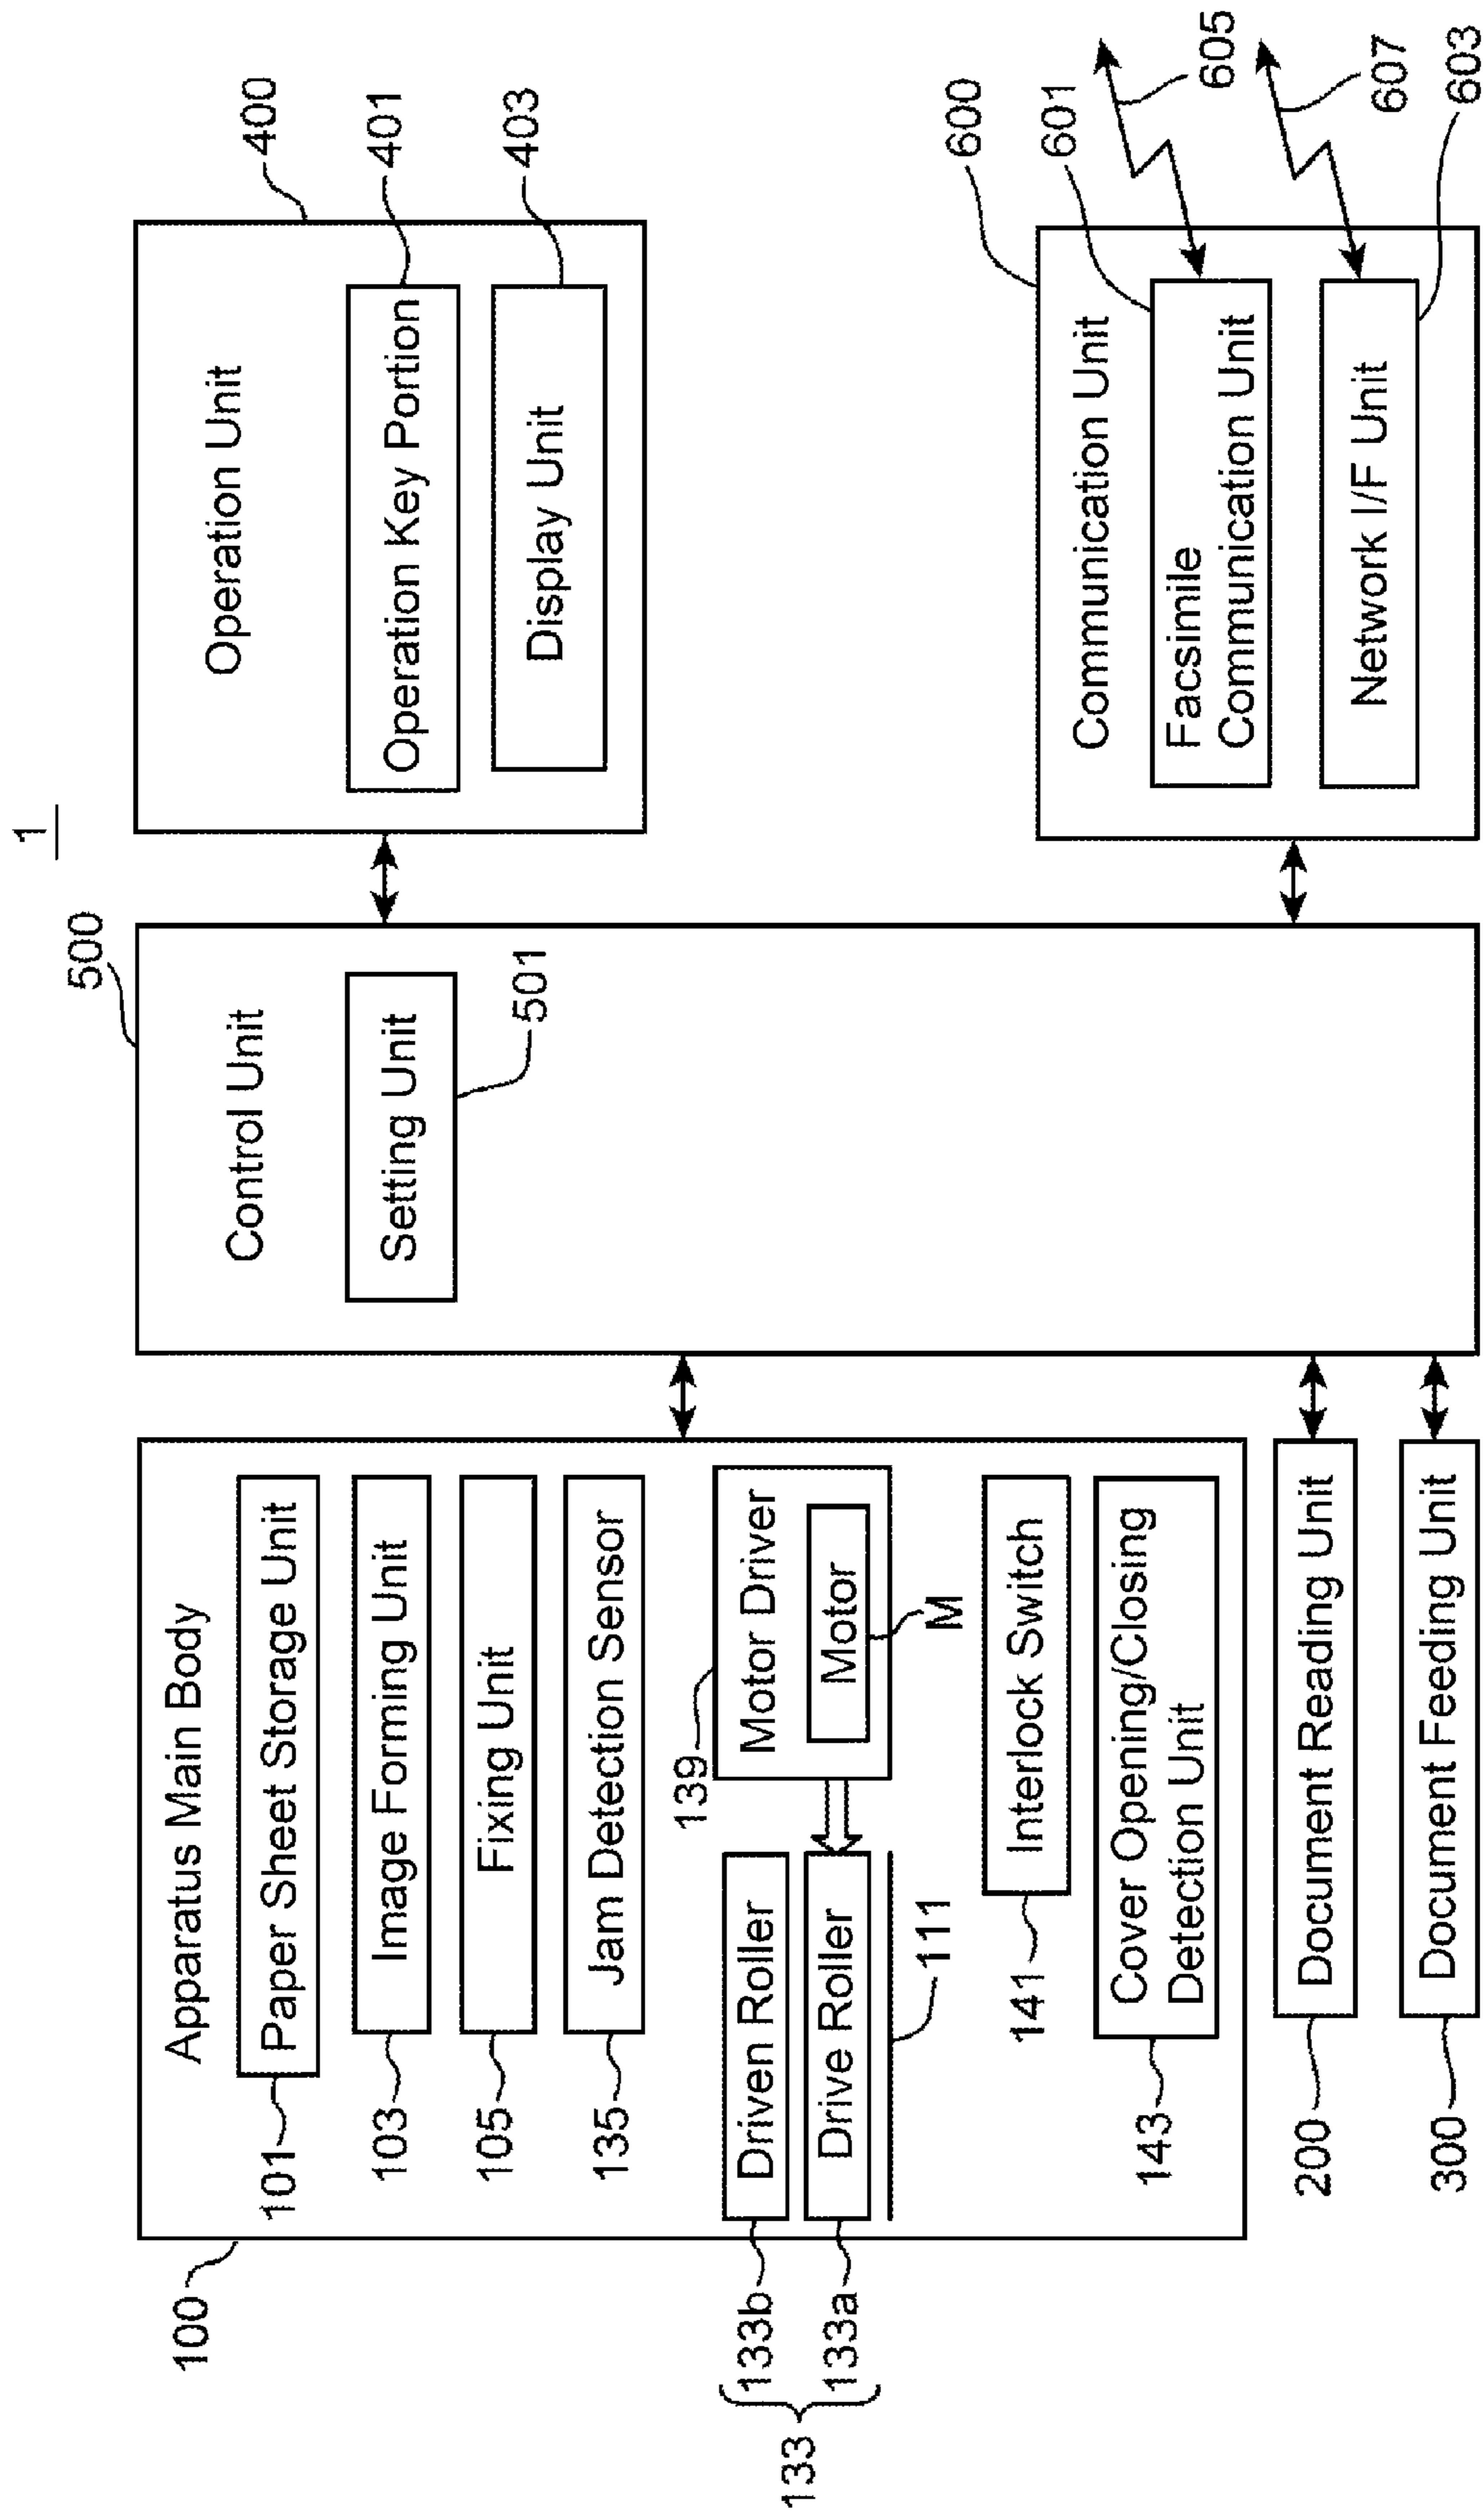 1
100
Apparatus Main Body
101
Paper Sheet Storage Unit
103
Image Forming Unit
105
Fixing Unit
135
Jam Detection Sensor
139
Motor Driver
Motor
M
133
133b
Driven Roller
133a
Drive Roller
111
141
Interlock Switch
143
Cover Opening/Closing
Detection Unit
200
Document Reading Unit
300
Document Feeding Unit
500
Control Unit
Setting Unit
501
400
Operation Unit
Operation Key Portion
401
Display Unit
403
600
Communication Unit
601
Facsimile
Communication Unit
605
Network I/F Unit
607
603